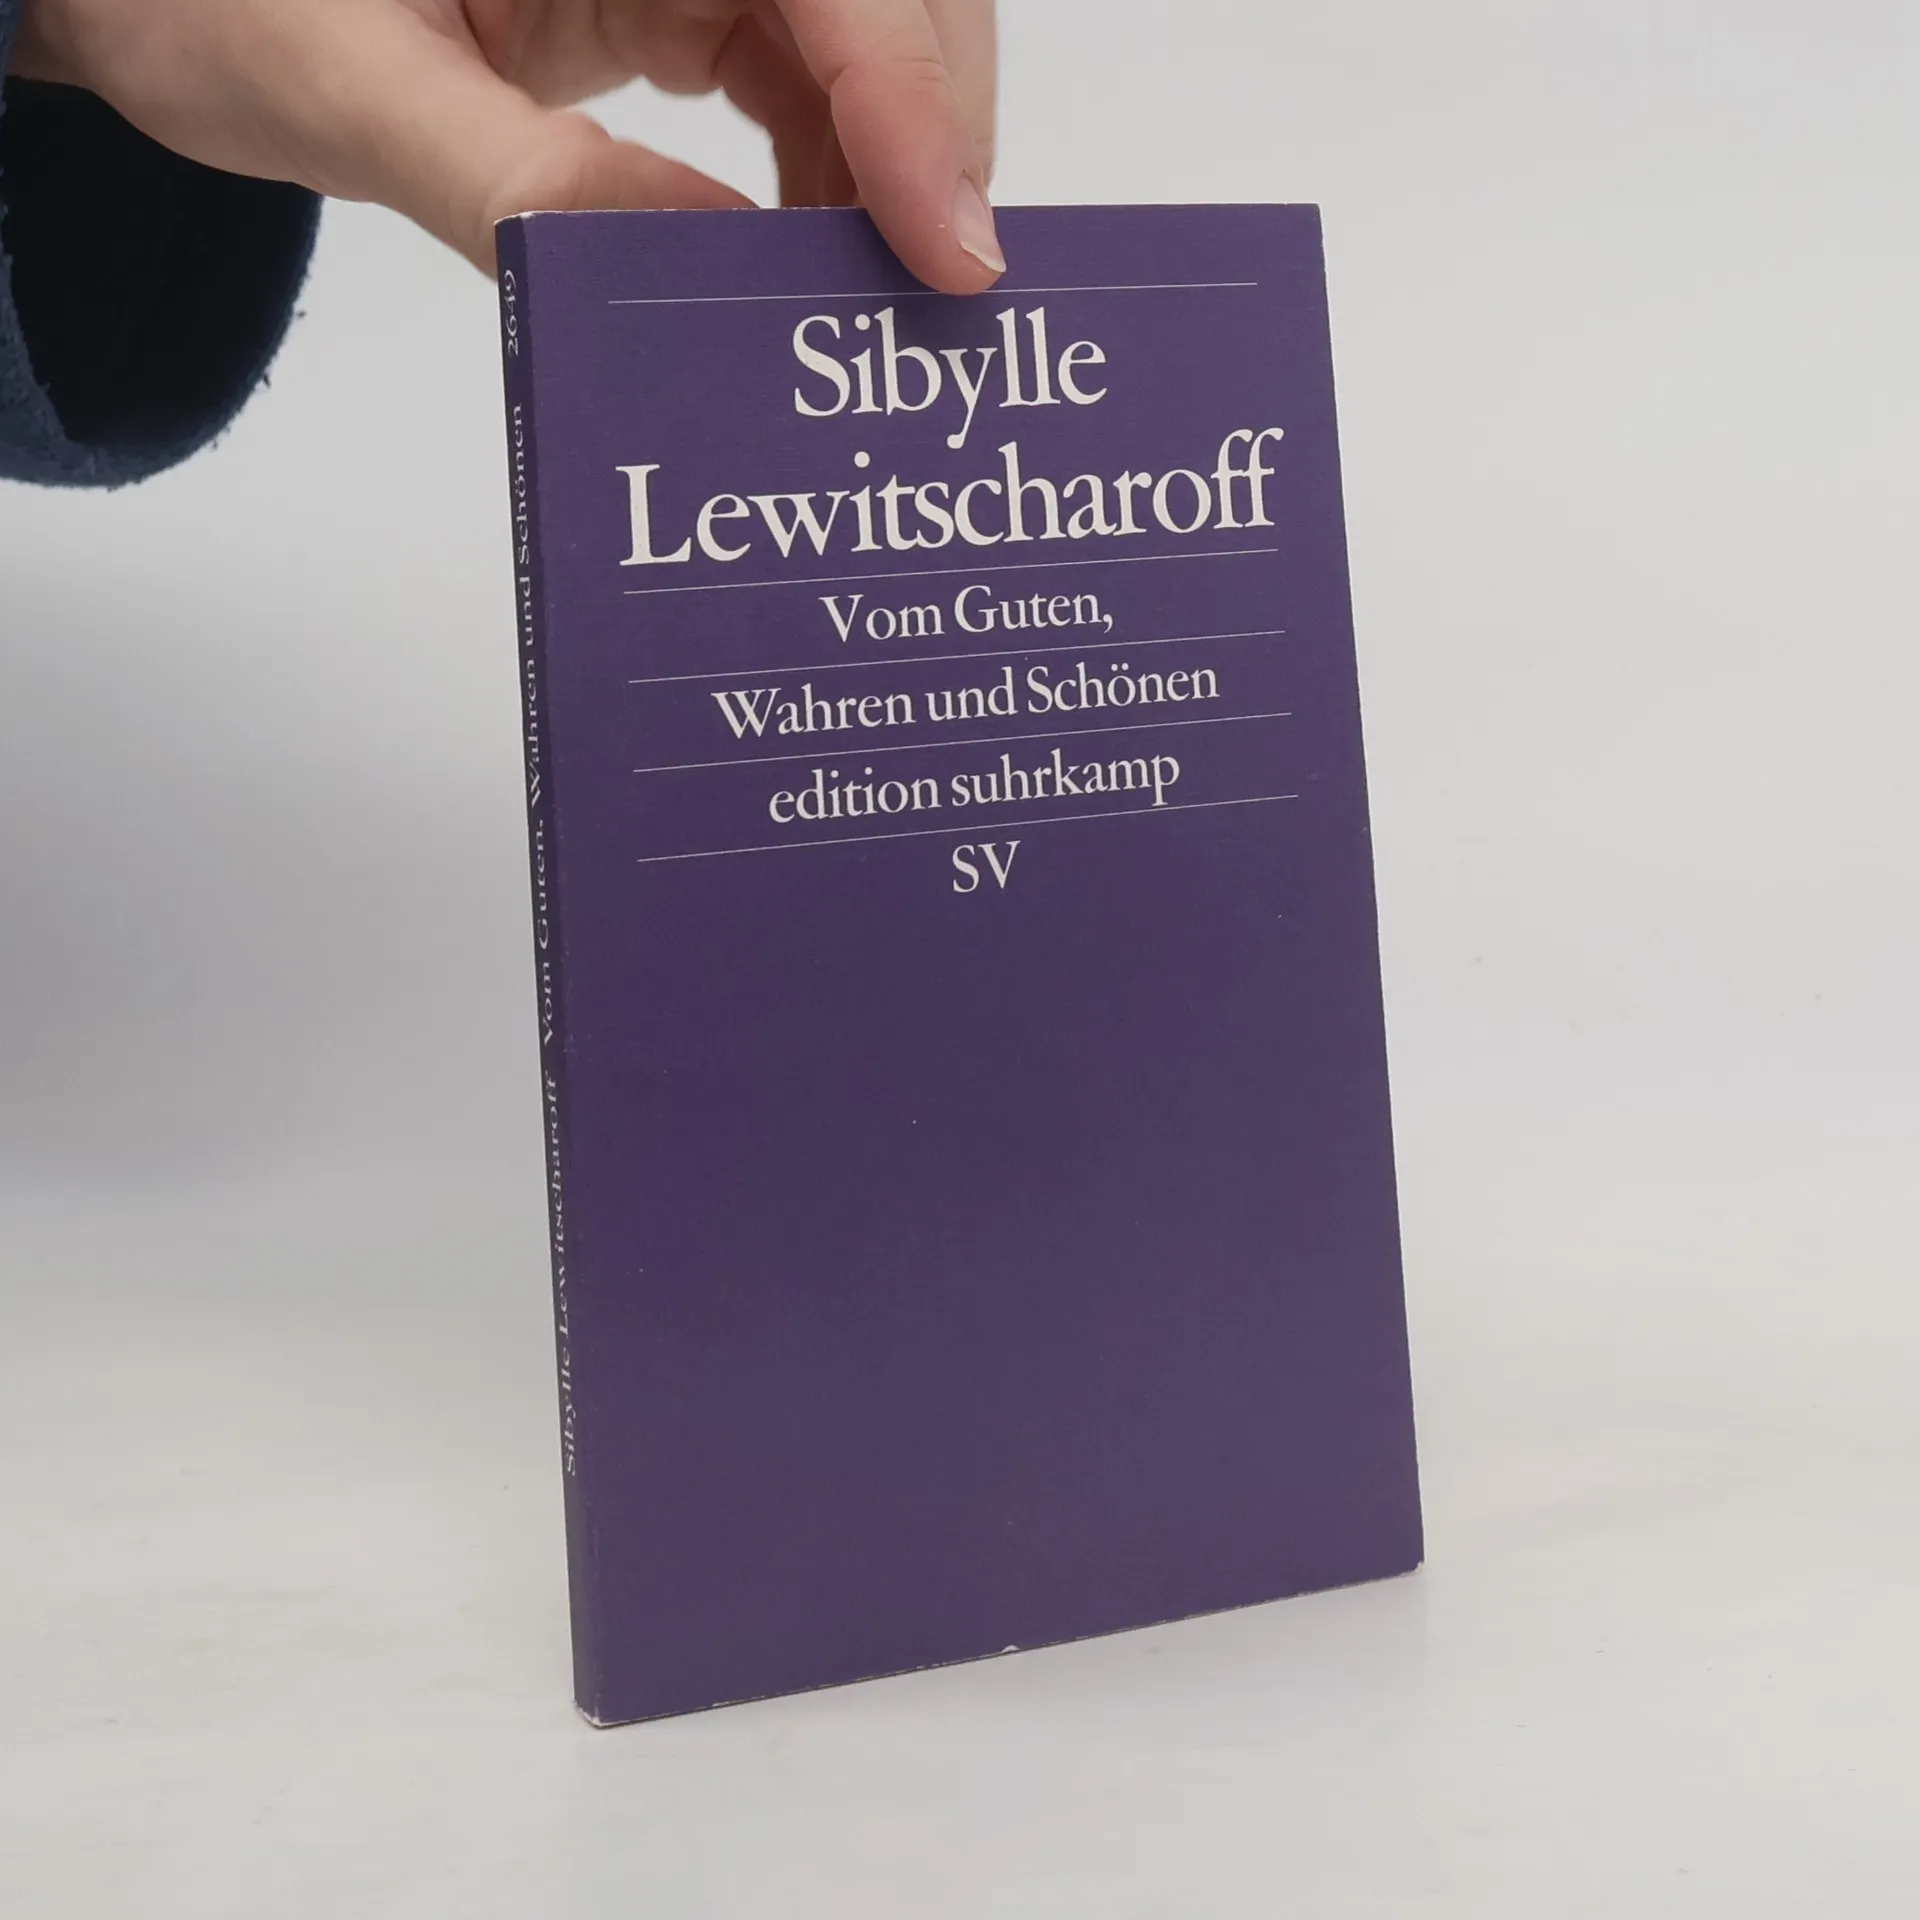 Sibylle
Lewitscharoff
Vom Guten,
Wahren und Schönen
edition suhrkamp
SV
Sibylle Lewitscharoff Vom Guten, Wahren und Schönen 2649